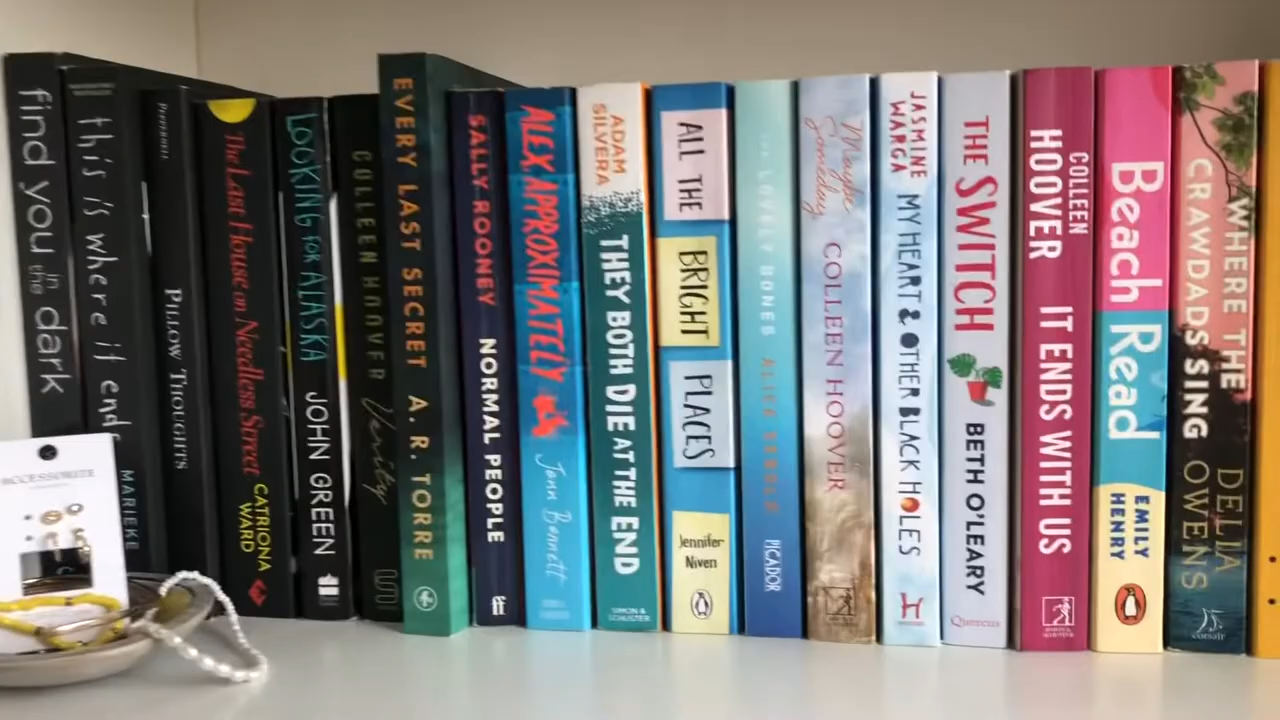 find you in the dark
this is where it ends
MARIEKE
PILLOW THOUGHTS
The Last House on Needless Street
CATRIONA WARD
LOOKING FOR ALASKA
JOHN GREEN
COLLEEN HOOVER
Verity
EVERY LAST SECRET
A. R. TORRE
SALLY ROONEY
NORMAL PEOPLE
ALEX, APPROXIMATELY
Jenn Bennett
ADAM SILVERA
THEY BOTH DIE AT THE END
SIMON & SCHUSTER
ALL THE
BRIGHT
PLACES
Jennifer Niven
THE LOVELY BONES
ALICE SEBOLD
PICADOR
Maybe Someday
COLLEEN HOOVER
JASMINE WARGA
MY HEART & OTHER BLACK HOLES
THE SWITCH
BETH O'LEARY
Quercus
COLLEEN HOOVER
IT ENDS WITH US
Beach Read
EMILY HENRY
WHERE THE CRAWDADS SING
DELIA OWENS
corsair
ACCESSORIZE